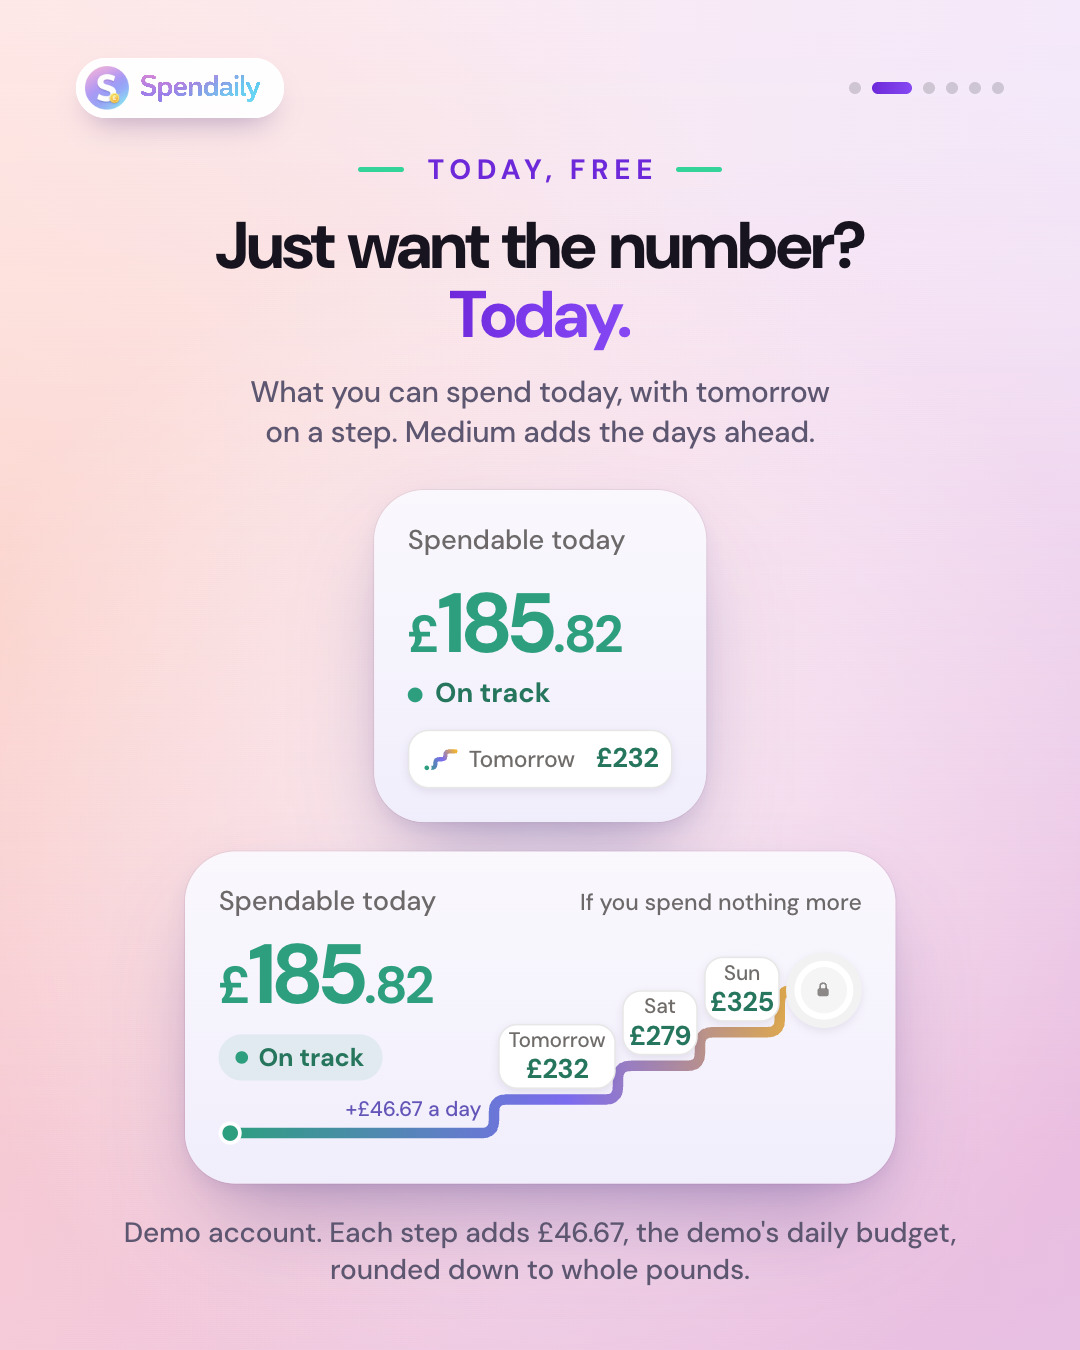 Spendaily
TODAY, FREE
Just want the number?
Today.
What you can spend today, with tomorrow
on a step. Medium adds the days ahead.
Spendable today
£185.82
On track
Tomorrow £232
Spendable today
If you spend nothing more
£185.82
On track
+£46.67 a day
Tomorrow
£232
Sat
£279
Sun
£325
Demo account. Each step adds £46.67, the demo's daily budget,
rounded down to whole pounds.